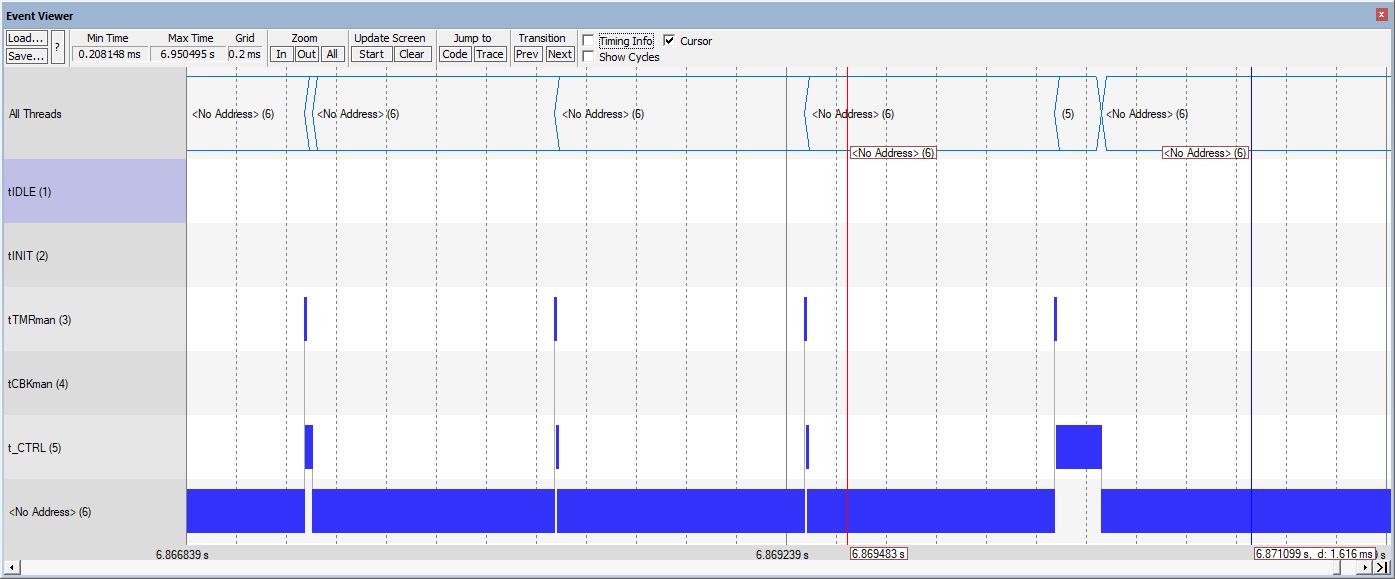 Event Viewer
Load... Min Time Max Time Grid Zoom Update Screen Jump to Transition Timing Info Cursor
Save... ? 0.208148 ms 6.950495 s 0.2 ms In Out All Start Clear Code Trace Prev Next Show Cycles
All Threads <No Address> (6) <No Address> (6) <No Address> (6) <No Address> (6) (5) <No Address> (6)
<No Address> (6) <No Address> (6)
tIDLE (1)
tINIT (2)
tTMRman (3)
tCBKman (4)
t_CTRL (5)
<No Address> (6)
6.866839 s 6.869239 s 6.869483 s 6.871099 s, d: 1.616 ms s